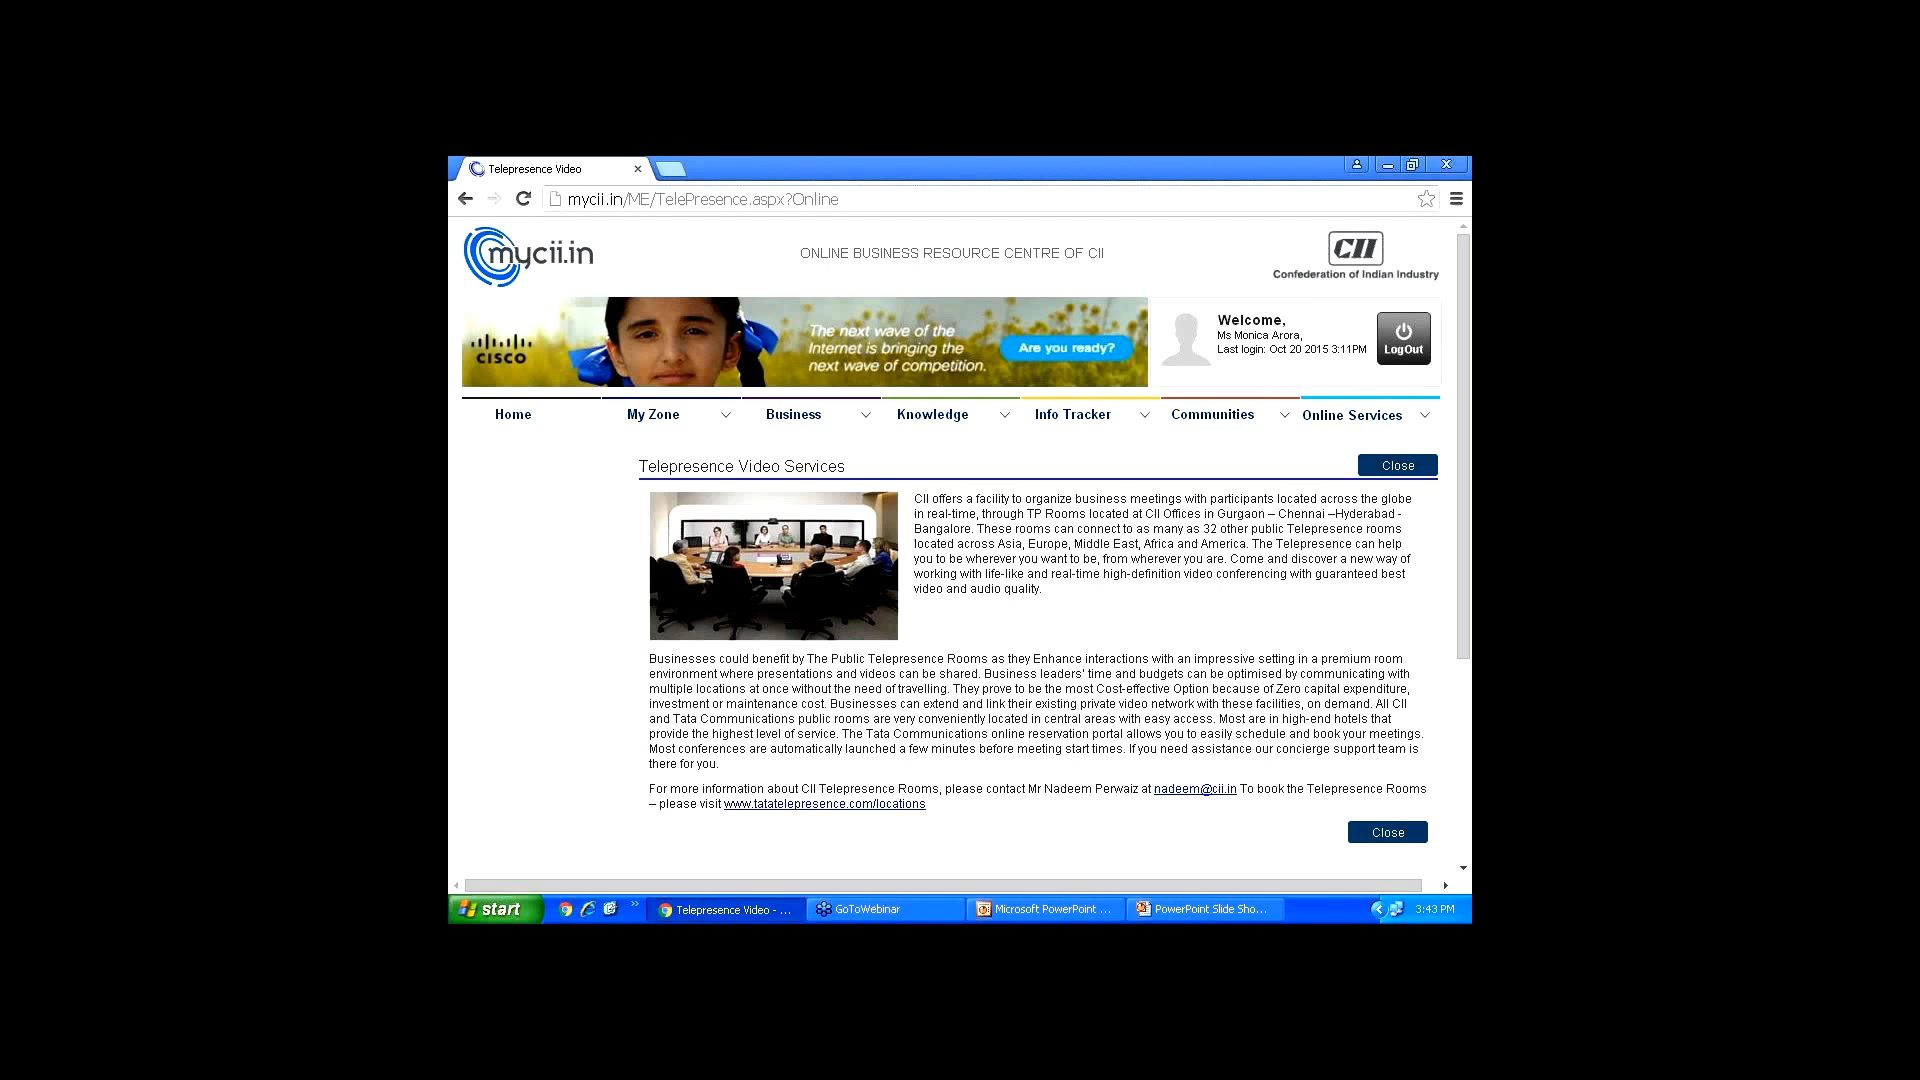 Telepresence Video
mycii.in/ME/TelePresence.aspx?Online
mycii.in
ONLINE BUSINESS RESOURCE CENTRE OF CII
CII
Confederation of Indian Industry
CISCO
The next wave of the
Internet is bringing the
next wave of competition.
Are you ready?
Welcome,
Ms Monica Arora,
Last login: Oct 20 2015 3:11PM
LogOut
Home
My Zone
Business
Knowledge
Info Tracker
Communities
Online Services
Telepresence Video Services
Close
CII offers a facility to organize business meetings with participants located across the globe
in real-time, through TP Rooms located at CII Offices in Gurgaon – Chennai –Hyderabad -
Bangalore. These rooms can connect to as many as 32 other public Telepresence rooms
located across Asia, Europe, Middle East, Africa and America. The Telepresence can help
you to be wherever you want to be, from wherever you are. Come and discover a new way of
working with life-like and real-time high-definition video conferencing with guaranteed best
video and audio quality.
Businesses could benefit by The Public Telepresence Rooms as they Enhance interactions with an impressive setting in a premium room
environment where presentations and videos can be shared. Business leaders' time and budgets can be optimised by communicating with
multiple locations at once without the need of travelling. They prove to be the most Cost-effective Option because of Zero capital expenditure,
investment or maintenance cost. Businesses can extend and link their existing private video network with these facilities, on demand. All CII
and Tata Communications public rooms are very conveniently located in central areas with easy access. Most are in high-end hotels that
provide the highest level of service. The Tata Communications online reservation portal allows you to easily schedule and book your meetings.
Most conferences are automatically launched a few minutes before meeting start times. If you need assistance our concierge support team is
there for you.
For more information about CII Telepresence Rooms, please contact Mr Nadeem Perwaiz at nadeem@cii.in To book the Telepresence Rooms
– please visit www.tatatelepresence.com/locations
Close
start
Telepresence Video - ...
GoToWebinar
Microsoft PowerPoint ...
PowerPoint Slide Sho...
3:43 PM